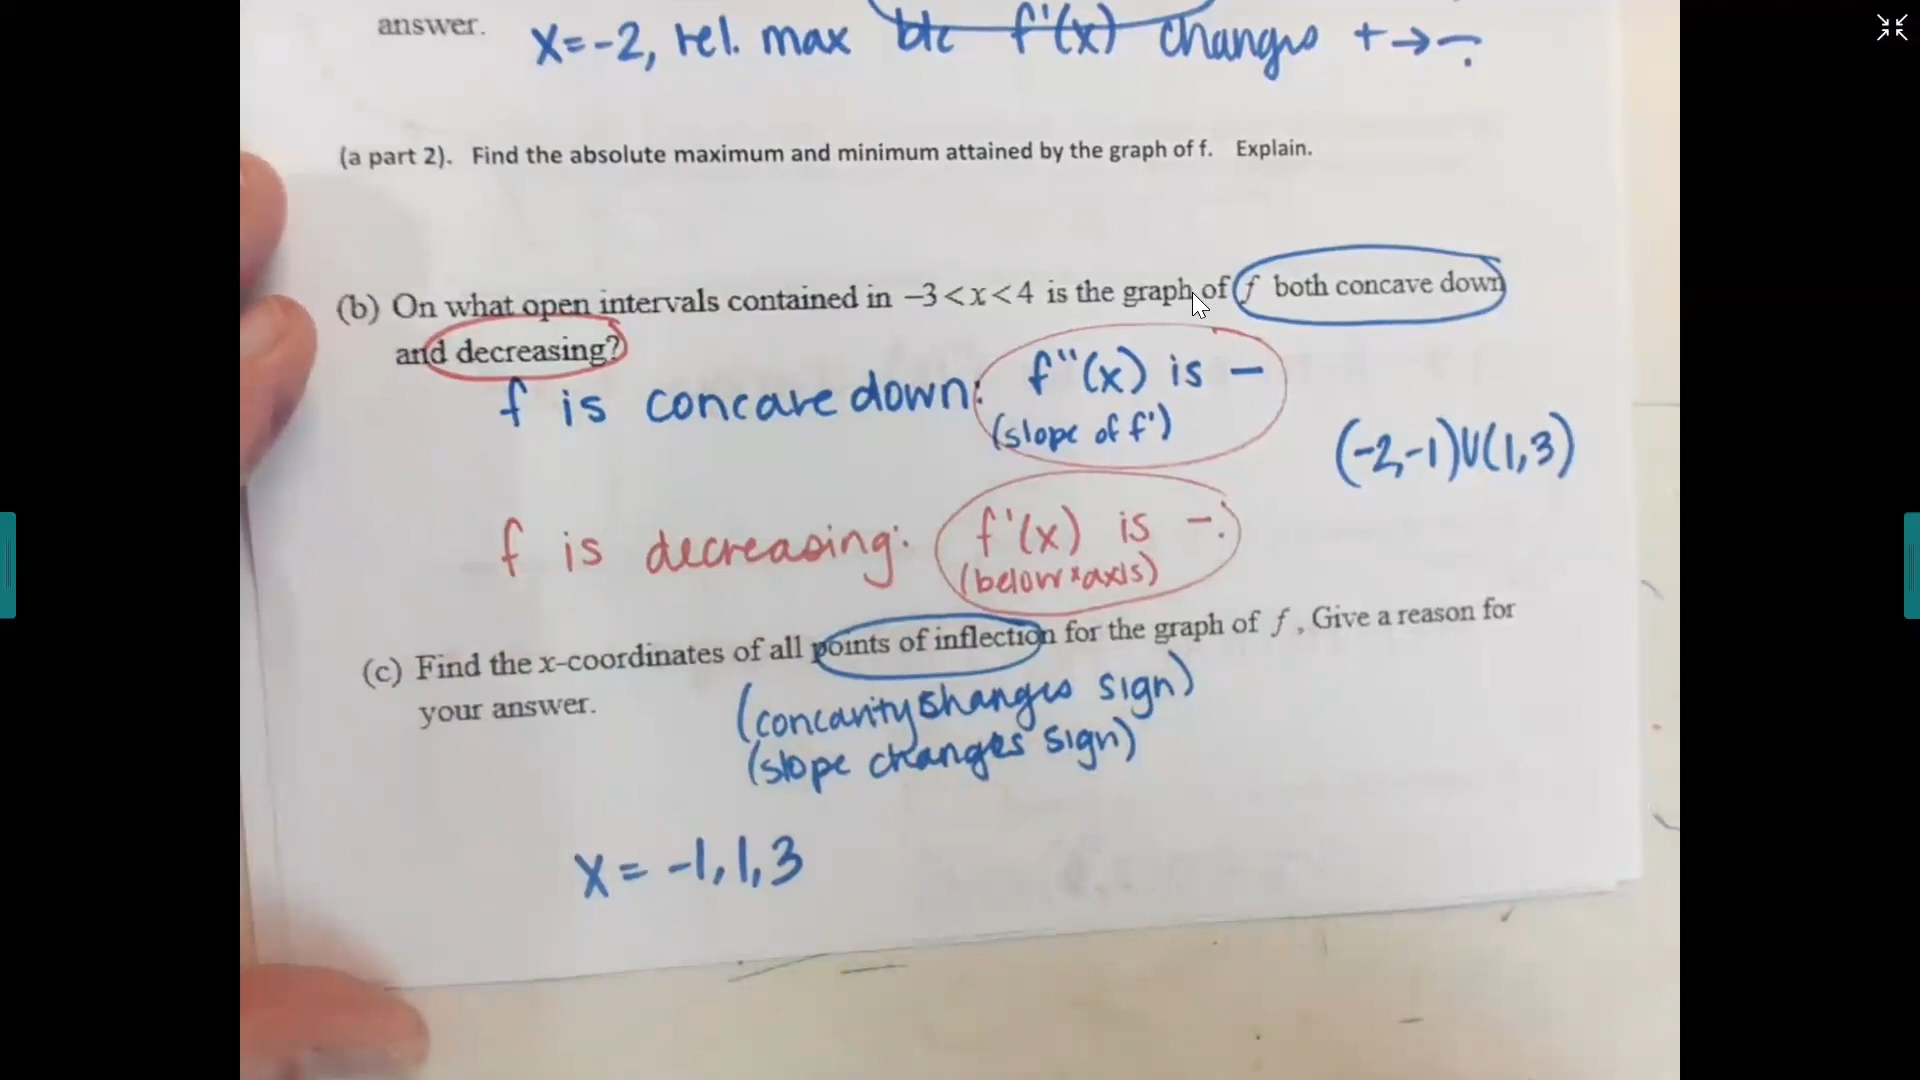 answer.
x=-2, rel. max b/c f'(x) changes +→-.
(a part 2). Find the absolute maximum and minimum attained by the graph of f. Explain.
(b) On what open intervals contained in −3<x<4 is the graph of f both concave down
and decreasing?
f is concave down: f"(x) is −
(slope of f')
(-2,-1)U(1,3)
f is decreasing: f'(x) is -.
(below x axis)
(c) Find the x-coordinates of all points of inflection for the graph of f, Give a reason for
your answer.
(concavity changes sign)
(slope changes sign)
x = -1, 1, 3